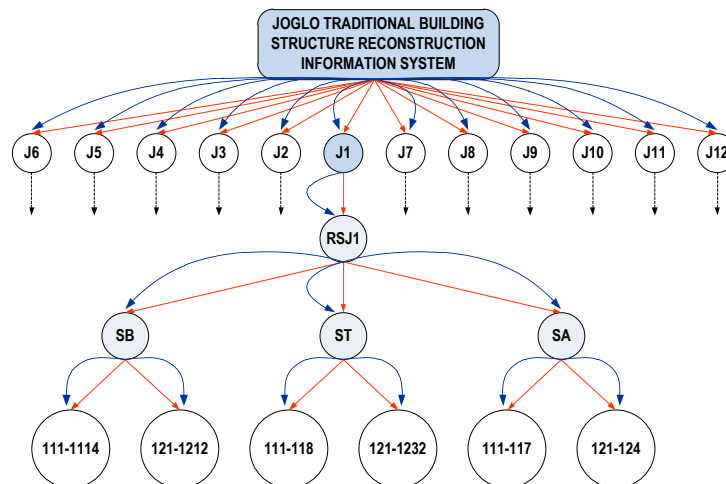 JOGLO TRADITIONAL BUILDING
STRUCTURE RECONSTRUCTION
INFORMATION SYSTEM
J6 J5 J4 J3 J2 J1 J7 J8 J9 J10 J11 J12
RSJ1
SB ST SA
111-1114 121-1212 111-118 121-1232 111-117 121-124